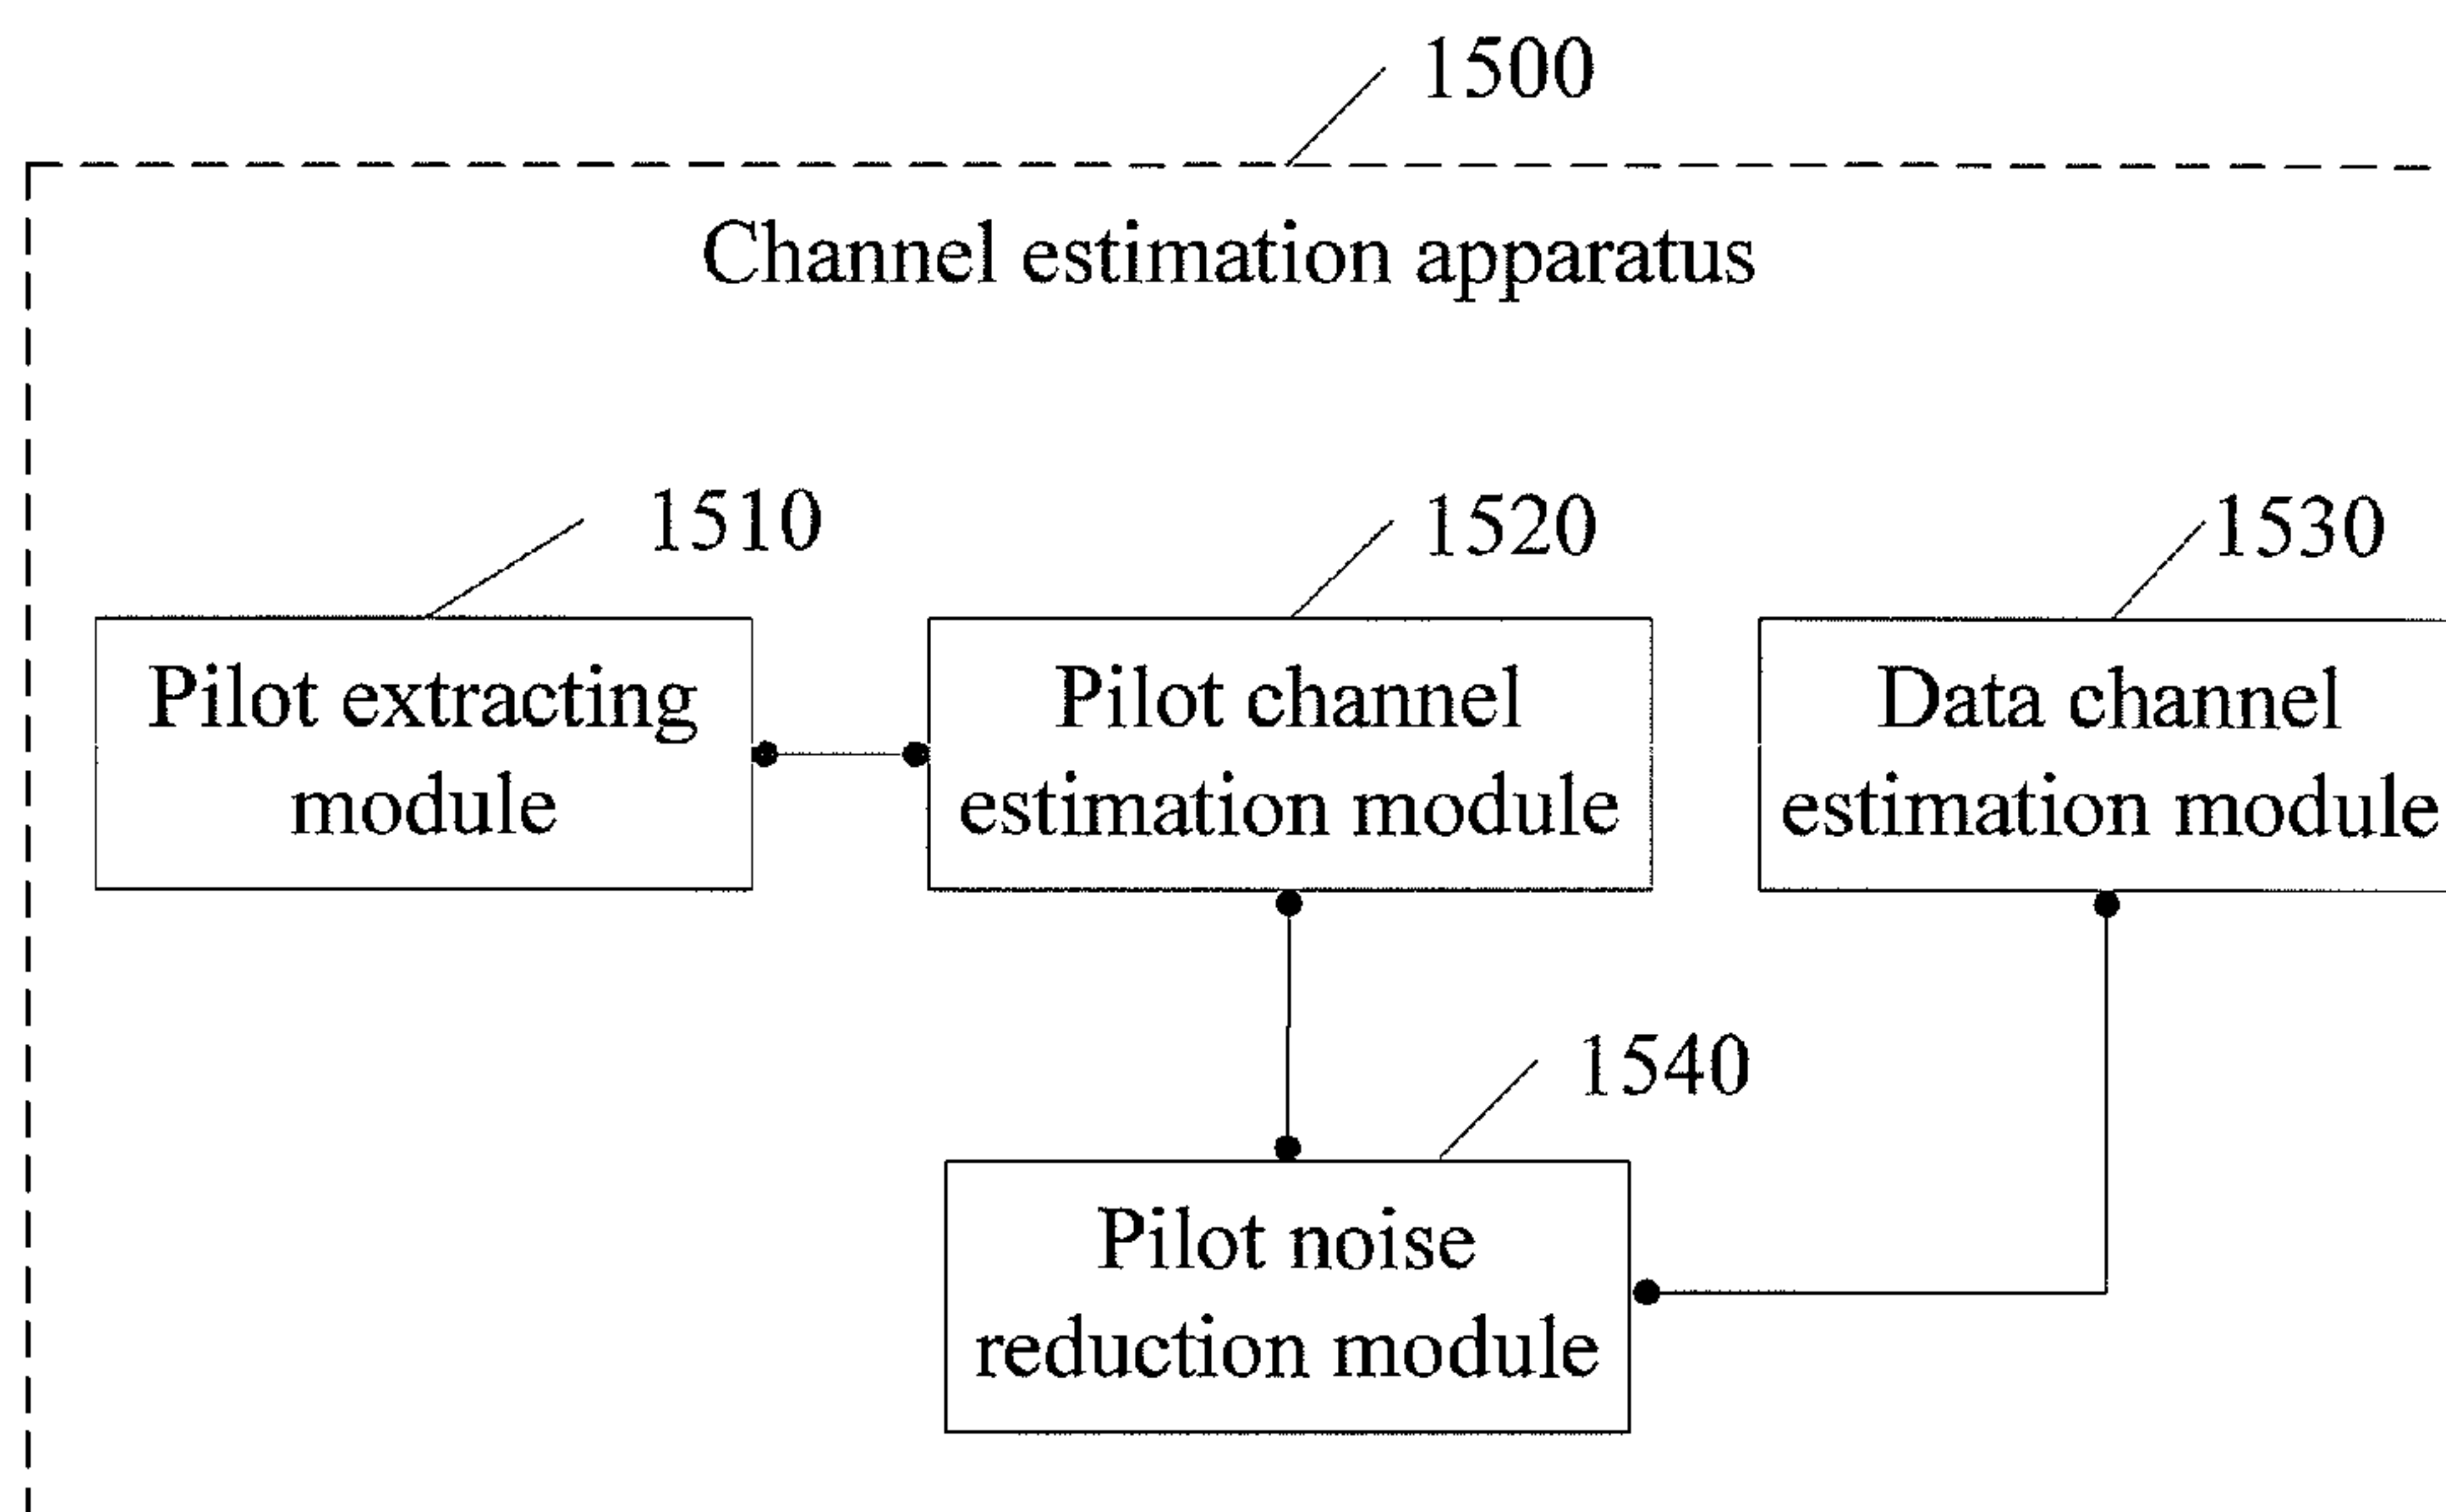 1500
Channel estimation apparatus
1510
1520
1530
Pilot extracting
module
Pilot channel
estimation module
Data channel
estimation module
1540
Pilot noise
reduction module